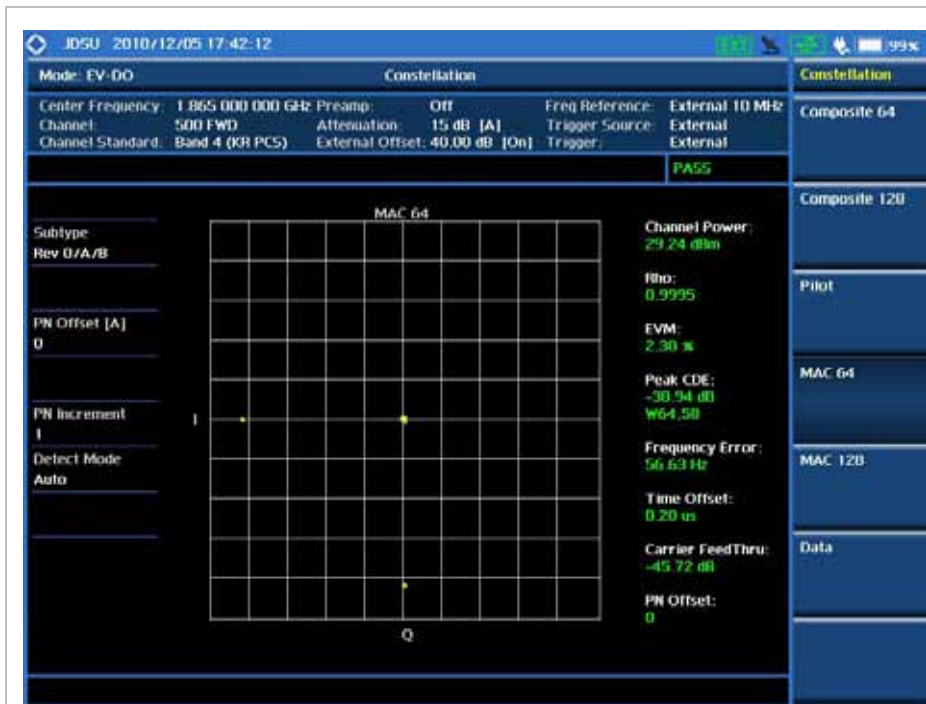 JDSU 2010/12/05 17:42:12
99%
Mode: EV-DO
Constellation
Constellation
Center Frequency: 1.865 000 000 GHz Preamp: Off Freq Reference: External 10 MHz
Channel: 500 FWD Attenuation: 15 dB [A] Trigger Source: External
Channel Standard: Band 4 (KR PCS) External Offset: 40.00 dB [On] Trigger: External
PASS
Subtype
Rev 0/A/B
PN Offset [A]
0
PN Increment
1
Detect Mode
Auto
MAC 64
I
Q
Channel Power:
29.24 dBm
Rho:
0.9995
EVM:
2.30 %
Peak CDE:
W64,50
Frequency Error:
56.63 Hz
Time Offset:
0.20 us
Carrier FeedThru:
-45.72 dB
PN Offset:
0
Composite 64
Composite 128
Pilot
MAC 64
MAC 128
Data